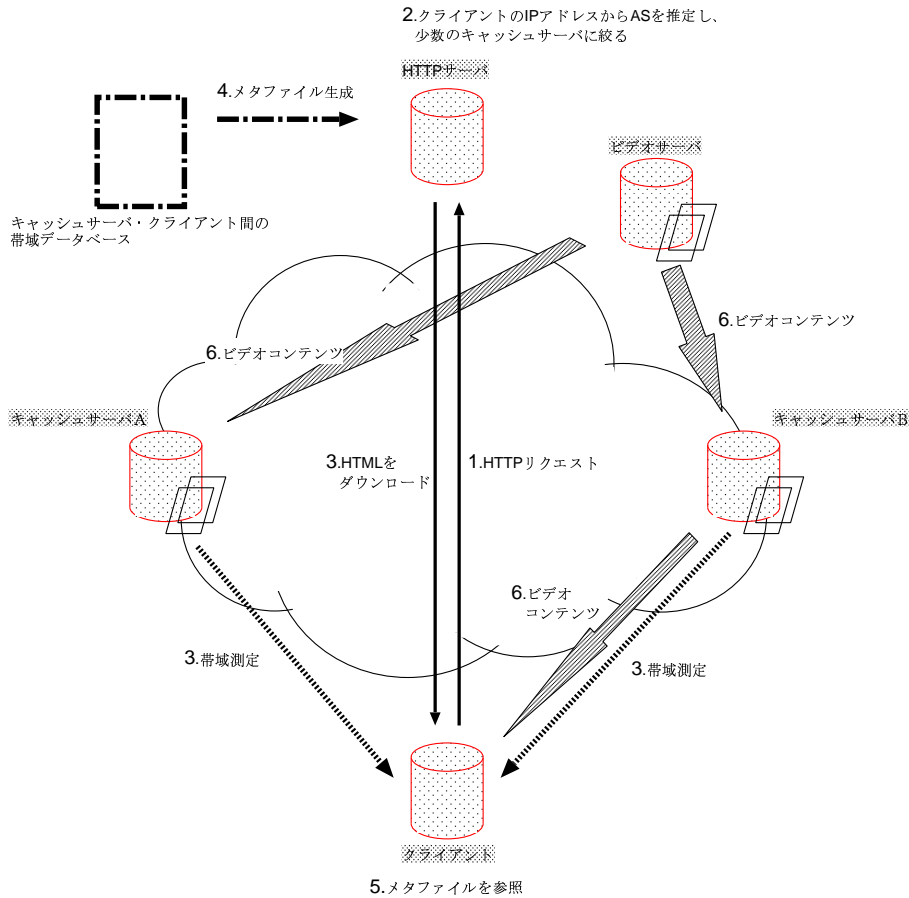 2.クライアントのIPアドレスからASを推定し、
少数のキャッシュサーバに絞る
HTTPサーバ
4.メタファイル生成
ビデオサーバ
キャッシュサーバ・クライアント間の
帯域データベース
6.ビデオコンテンツ
6.ビデオコンテンツ
キャッシュサーバA
キャッシュサーバB
3.HTMLを
ダウンロード
1.HTTPリクエスト
6.ビデオ
コンテンツ
3.帯域測定
3.帯域測定
クライアント
5.メタファイルを参照